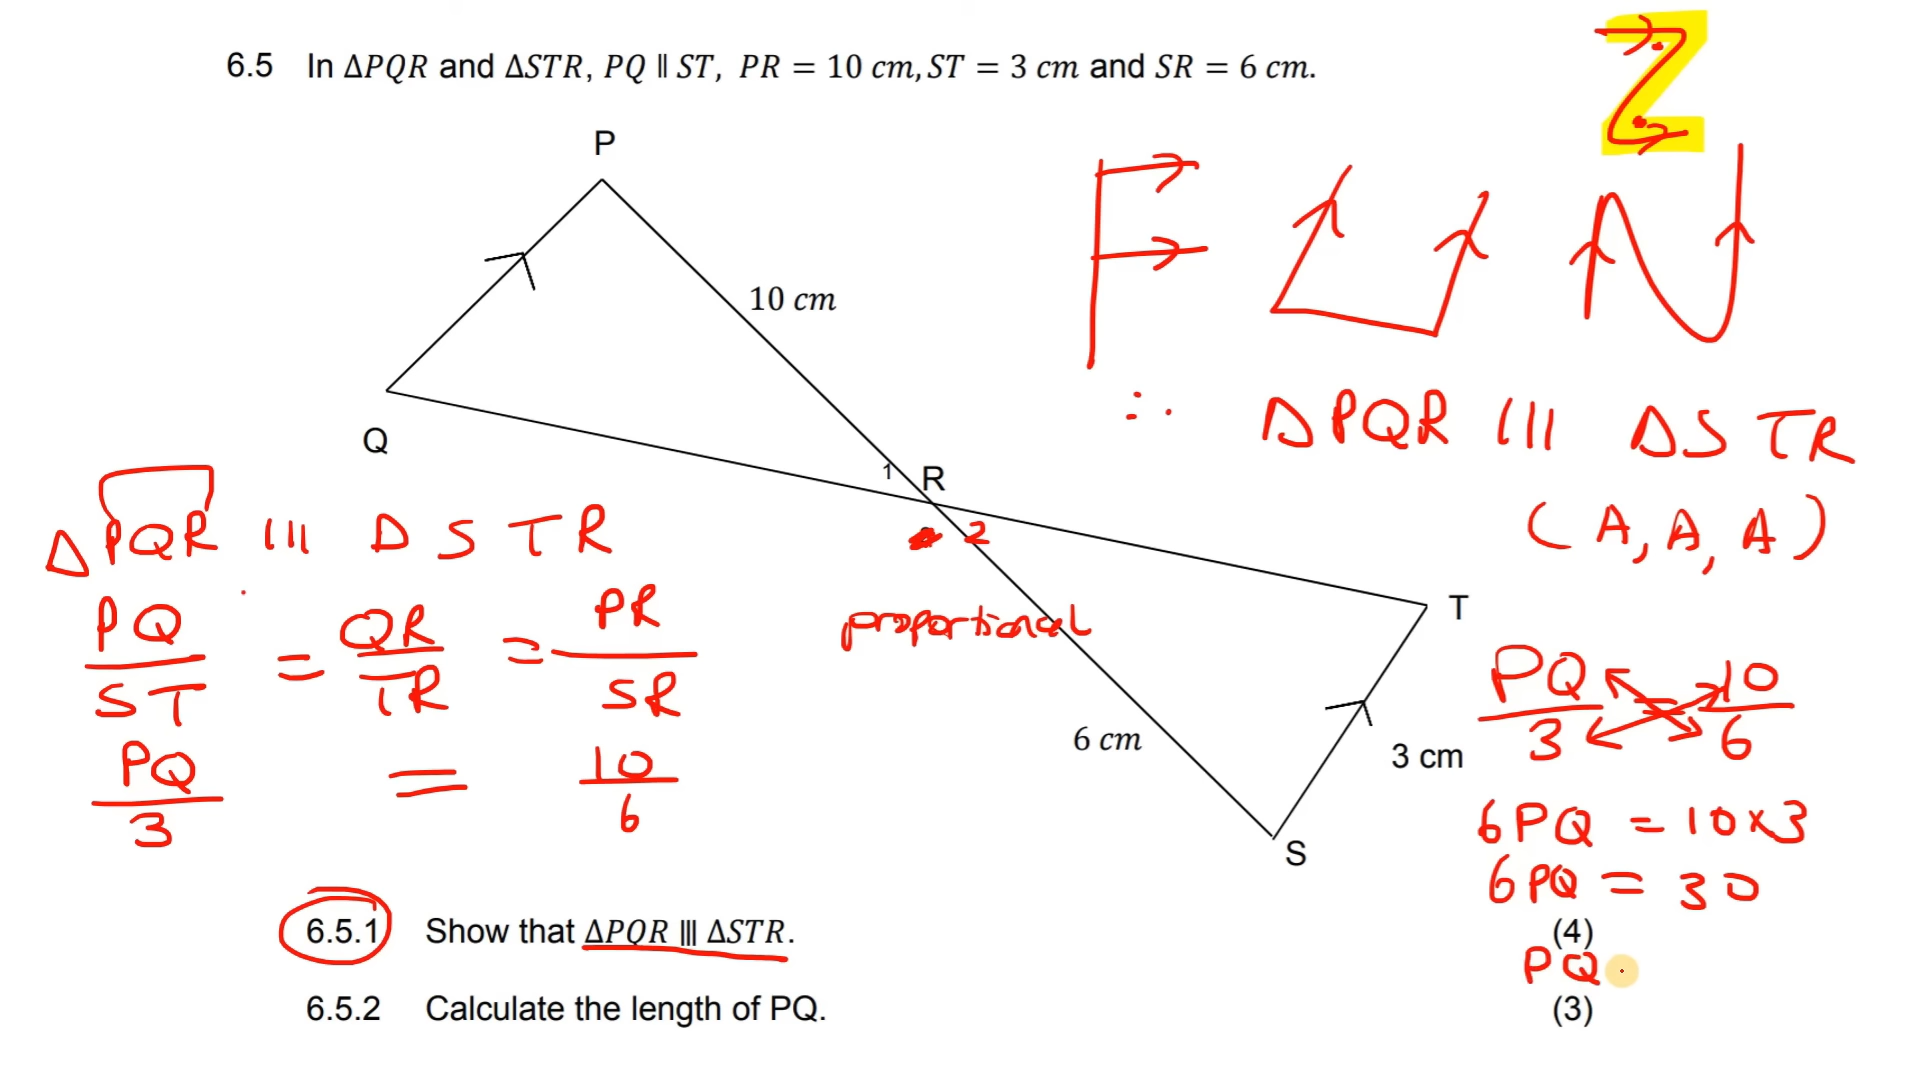 6.5 In ΔPQR and ΔSTR, PQ ∥ ST, PR = 10 cm, ST = 3 cm and SR = 6 cm.
Z
F N
P
10 cm
Q
1 R
2
T
6 cm
3 cm
S
∴ ΔPQR ||| ΔSTR
(A, A, A)
ΔPQR ||| Δ STR
PQ/ST = QR/TR = PR/SR
PQ/3 = 10/6
proportional
PQ/3 = 10/6
6PQ = 10×3
6PQ = 30
PQ
6.5.1 Show that ΔPQR ||| ΔSTR. (4)
6.5.2 Calculate the length of PQ. (3)